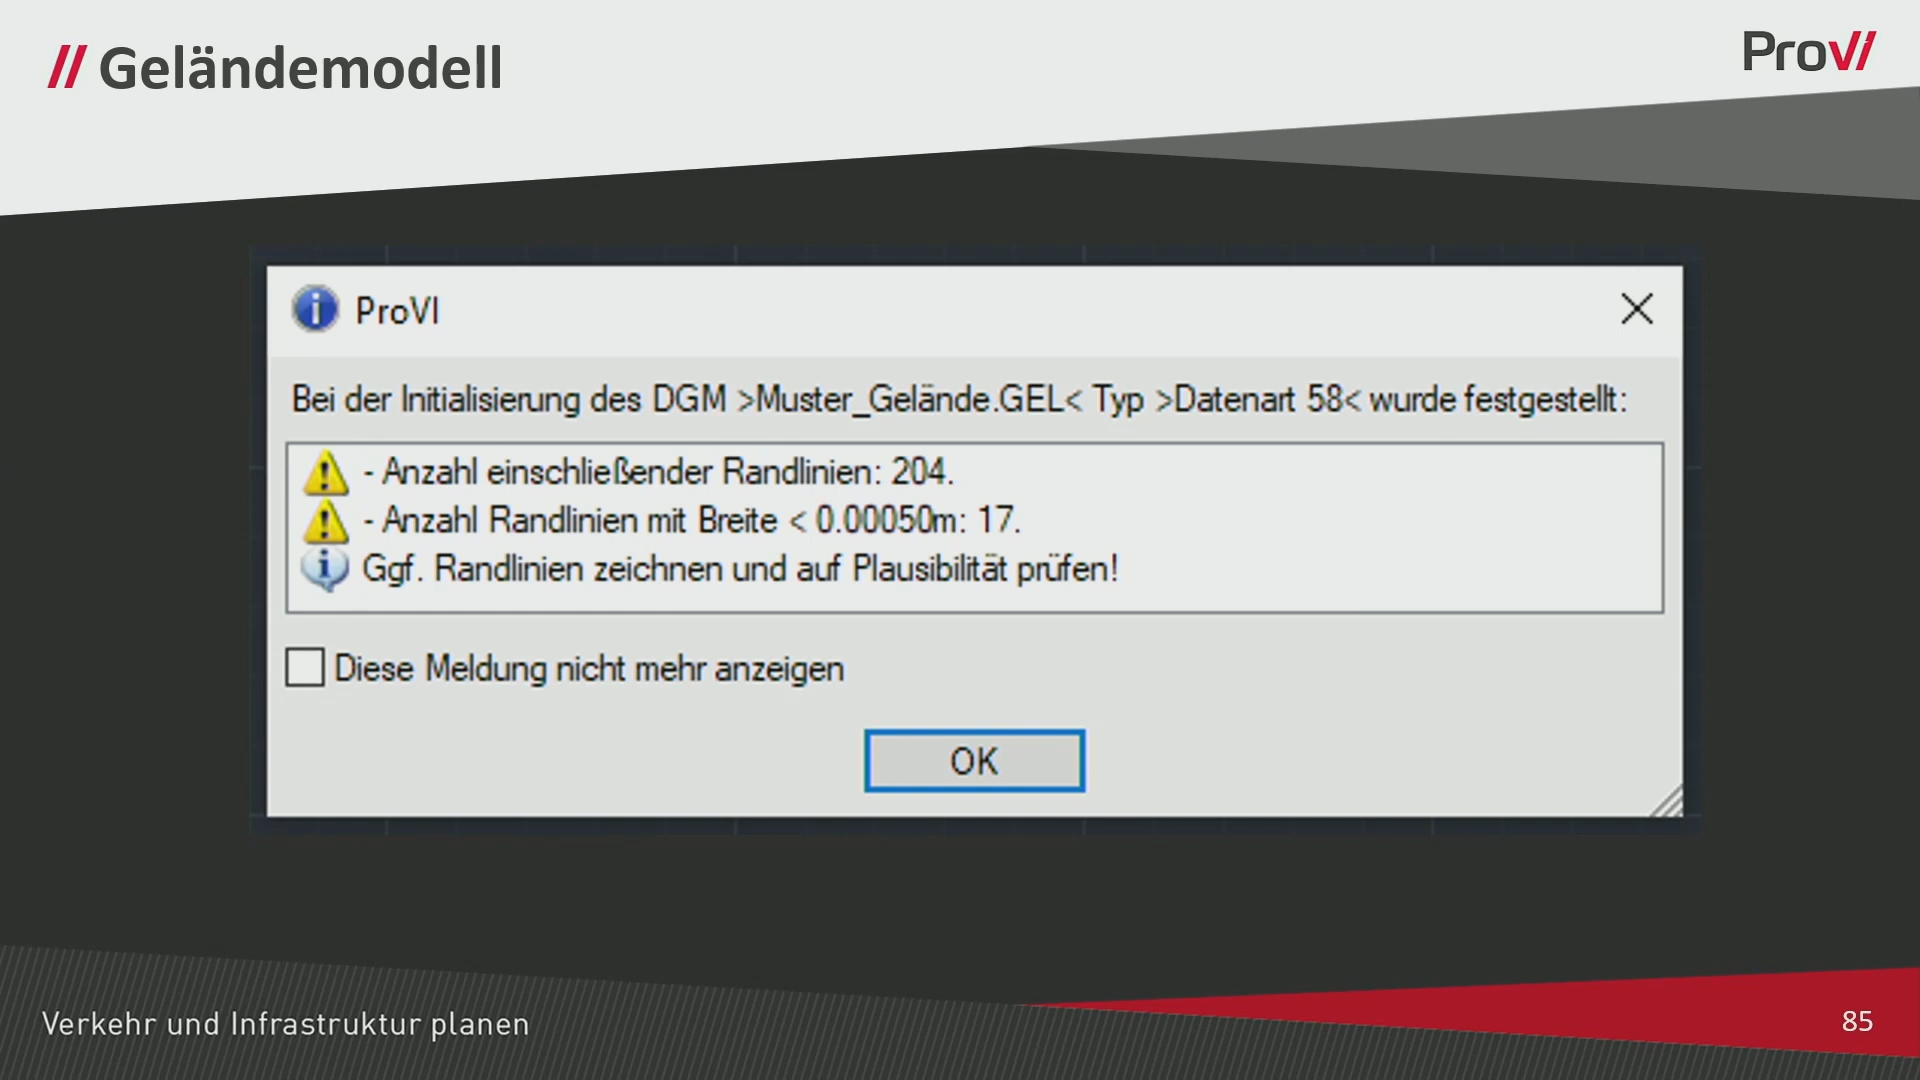 // Geländemodell
ProVI
ProVI
Bei der Initialisierung des DGM >Muster_Gelände.GEL< Typ >Datenart 58< wurde festgestellt:
- Anzahl einschließender Randlinien: 204.
- Anzahl Randlinien mit Breite < 0.00050m: 17.
Ggf. Randlinien zeichnen und auf Plausibilität prüfen!
Diese Meldung nicht mehr anzeigen
OK
Verkehr und Infrastruktur planen
85